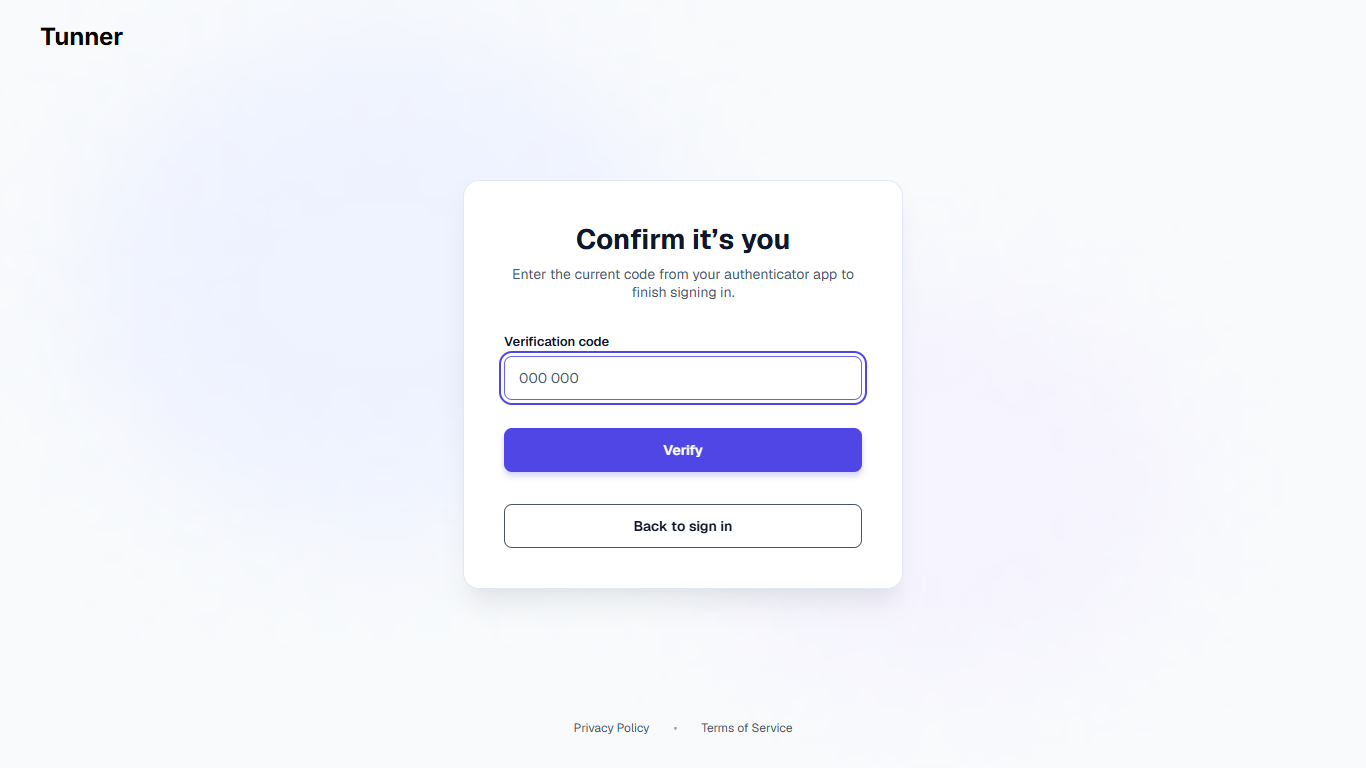 Tunner
Confirm it’s you
Enter the current code from your authenticator app to
finish signing in.
Verification code
000 000
Verify
Back to sign in
Privacy Policy • Terms of Service